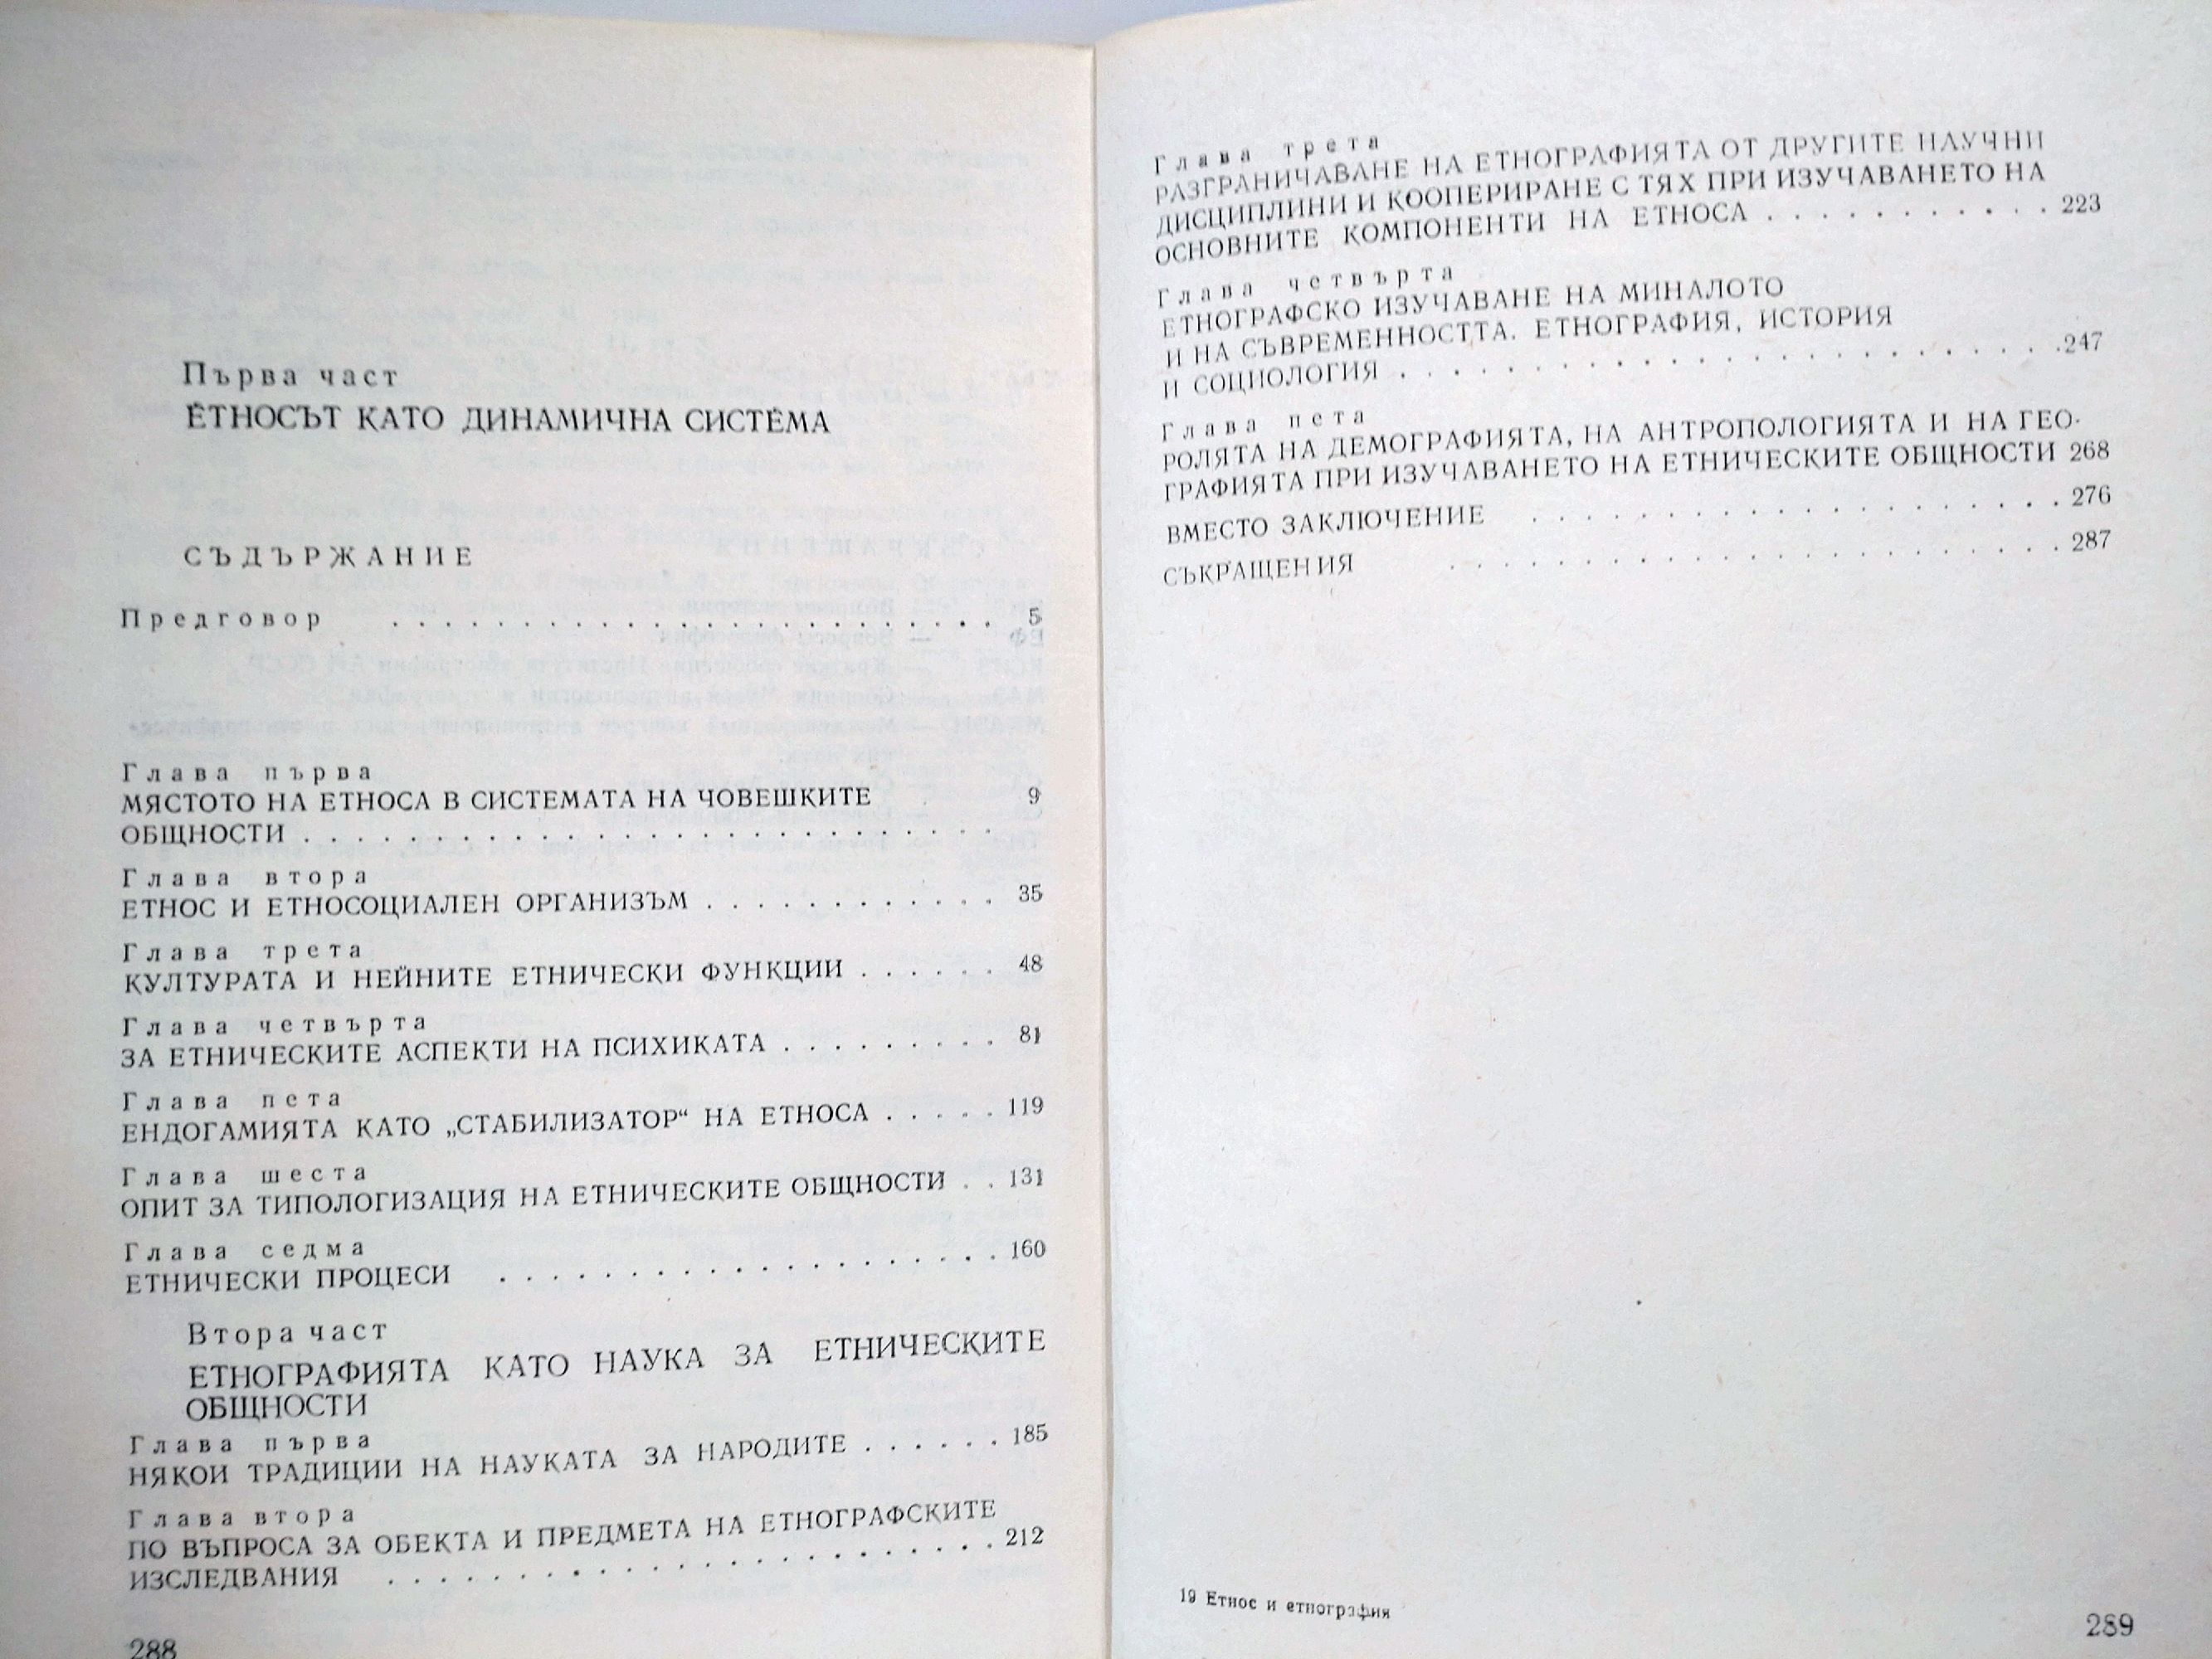 Първа част
ЕТНОСЪТ КАТО ДИНАМИЧНА СИСТЕМА
СЪДЪРЖАНИЕ
Предговор . . . . . . . . . . . . . . . . . . . . . . . 5
Глава първа
МЯСТОТО НА ЕТНОСА В СИСТЕМАТА НА ЧОВЕШКИТЕ 9
ОБЩНОСТИ . . . . . . . . . . . . . . . . . . . . . . . . . . .
Глава втора
ЕТНОС И ЕТНОСОЦИАЛЕН ОРГАНИЗЪМ . . . . . . . . . . . . 35
Глава трета
КУЛТУРАТА И НЕЙНИТЕ ЕТНИЧЕСКИ ФУНКЦИИ . . . . . . 48
Глава четвърта
ЗА ЕТНИЧЕСКИТЕ АСПЕКТИ НА ПСИХИКАТА . . . . . . . . . 81
Глава пета
ЕНДОГАМИЯТА КАТО „СТАБИЛИЗАТОР“ НА ЕТНОСА . . . . . 119
Глава шеста
ОПИТ ЗА ТИПОЛОГИЗАЦИЯ НА ЕТНИЧЕСКИТЕ ОБЩНОСТИ . . 131
Глава седма
ЕТНИЧЕСКИ ПРОЦЕСИ . . . . . . . . . . . . . . . . . . . . 160
Втора част
ЕТНОГРАФИЯТА КАТО НАУКА ЗА ЕТНИЧЕСКИТЕ
ОБЩНОСТИ
Глава първа
НЯКОИ ТРАДИЦИИ НА НАУКАТА ЗА НАРОДИТЕ . . . . . . 185
Глава втора
ПО ВЪПРОСА ЗА ОБЕКТА И ПРЕДМЕТА НА ЕТНОГРАФСКИТЕ
ИЗСЛЕДВАНИЯ . . . . . . . . . . . . . . . . . . . . . . . . 212
288
Глава трета
РАЗГРАНИЧАВАНЕ НА ЕТНОГРАФИЯТА ОТ ДРУГИТЕ НАУЧНИ
ДИСЦИПЛИНИ И КООПЕРИРАНЕ С ТЯХ ПРИ ИЗУЧАВАНЕТО НА
ОСНОВНИТЕ КОМПОНЕНТИ НА ЕТНОСА . . . . . . . . . . . 223
Глава четвърта
ЕТНОГРАФСКО ИЗУЧАВАНЕ НА МИНАЛОТО
И НА СЪВРЕМЕННОСТТА. ЕТНОГРАФИЯ, ИСТОРИЯ
И СОЦИОЛОГИЯ . . . . . . . . . . . . . . . . . . . . . . . . . 247
Глава пета
РОЛЯТА НА ДЕМОГРАФИЯТА, НА АНТРОПОЛОГИЯТА И НА ГЕО-
ГРАФИЯТА ПРИ ИЗУЧАВАНЕТО НА ЕТНИЧЕСКИТЕ ОБЩНОСТИ 268
ВМЕСТО ЗАКЛЮЧЕНИЕ . . . . . . . . . . . . . . . . . . . . 276
СЪКРАЩЕНИЯ . . . . . . . . . . . . . . . . . . . . . . . 287
19 Етнос и етнография
289